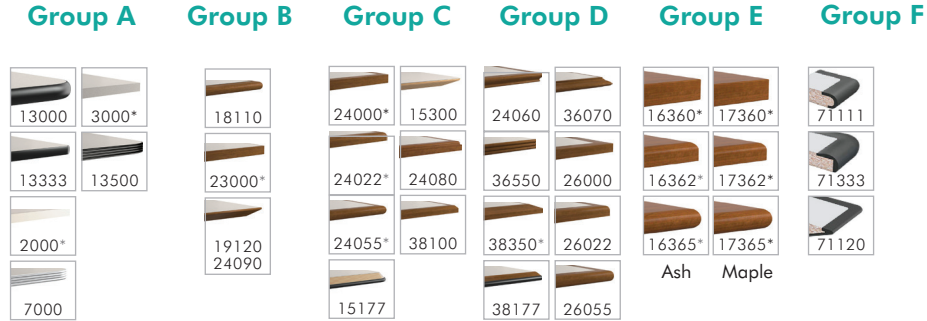 Group A Group B Group C Group D Group E Group F
13000 3000* 18110 24000* 15300 24060 36070 16360* 17360* 71111
13333 13500 23000* 24022* 24080 36550 26000 16362* 17362* 71333
2000* 19120 24055* 38100 38350* 26022 16365* 17365* 71120
24090
Ash Maple
7000 15177 38177 26055